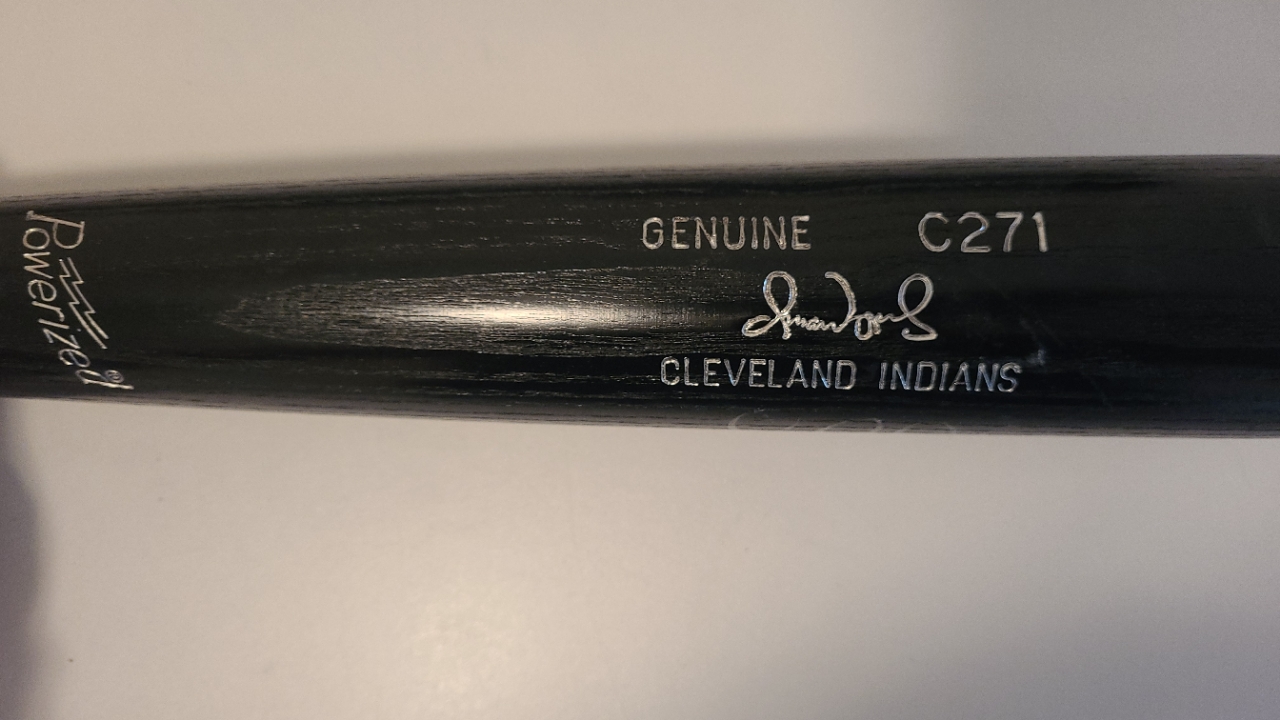 Powerized®
GENUINE C271
CLEVELAND INDIANS